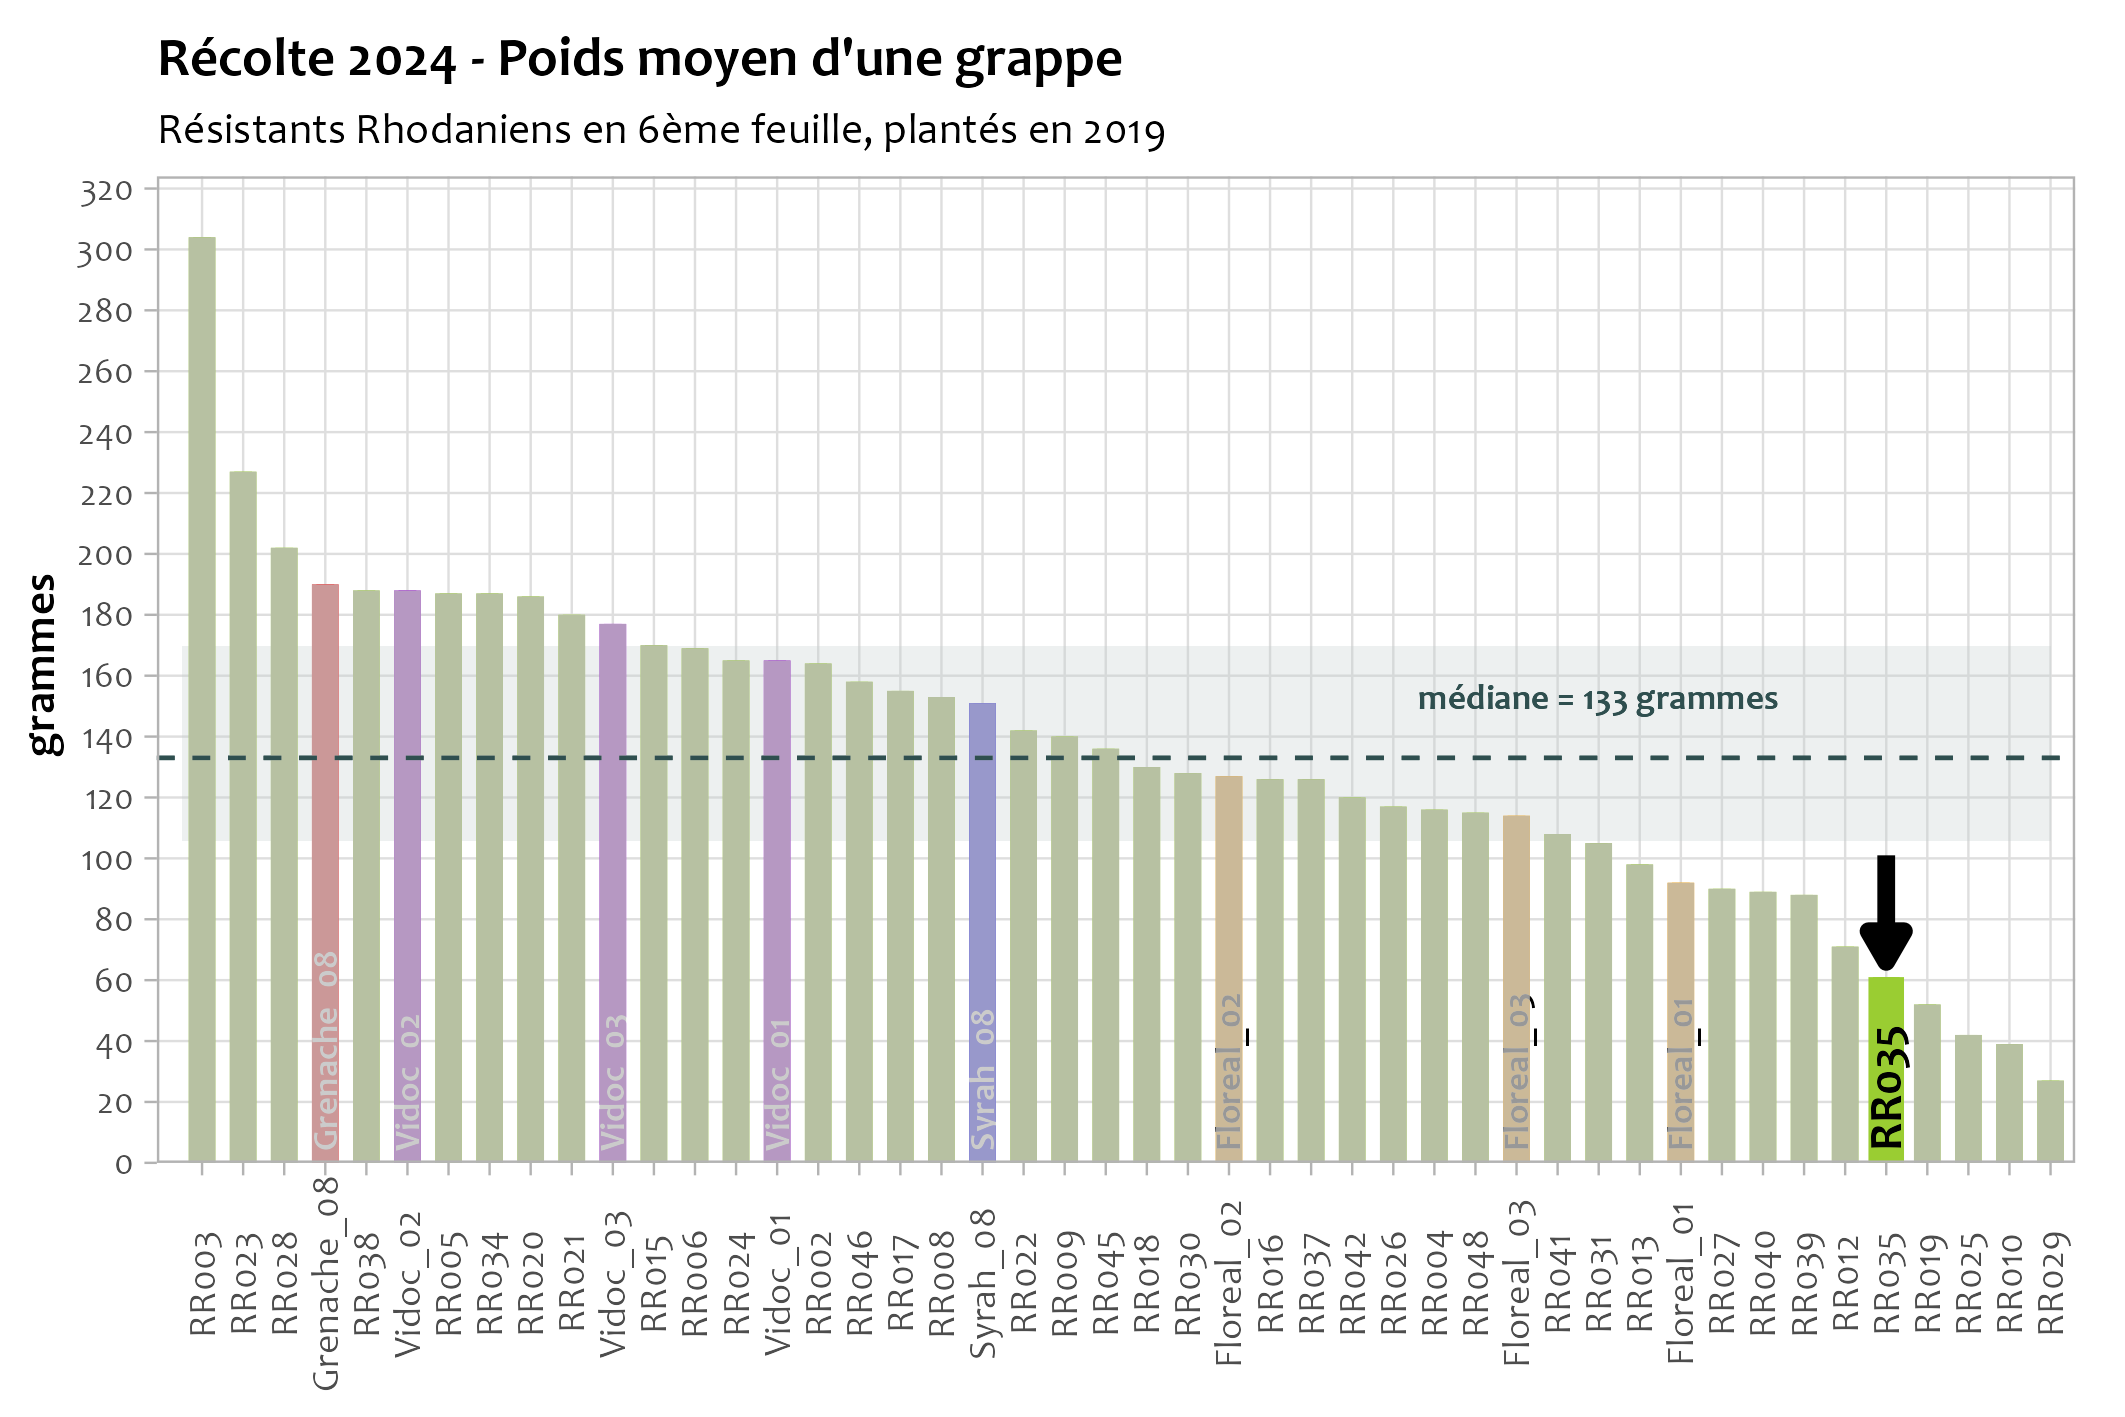 Récolte 2024 - Poids moyen d'une grappe
Résistants Rhodaniens en 6ème feuille, plantés en 2019
grammes
320
300
280
260
240
220
200
180
160
140
120
100
80
60
40
20
0
médiane = 133 grammes
Grenache_08
Vidoc_02
Vidoc_03
Vidoc_01
Syrah_08
Floreal_02
Floreal_03
Floreal_01
RR035
RR003
RR023
RR028
Grenache_08
RR038
Vidoc_02
RR005
RR034
RR020
RR021
Vidoc_03
RR015
RR006
RR024
Vidoc_01
RR002
RR046
RR017
RR008
Syrah_08
RR022
RR009
RR045
RR018
RR030
Floreal_02
RR016
RR037
RR042
RR026
RR004
RR048
Floreal_03
RR041
RR031
RR013
Floreal_01
RR027
RR040
RR039
RR012
RR035
RR019
RR025
RR010
RR029